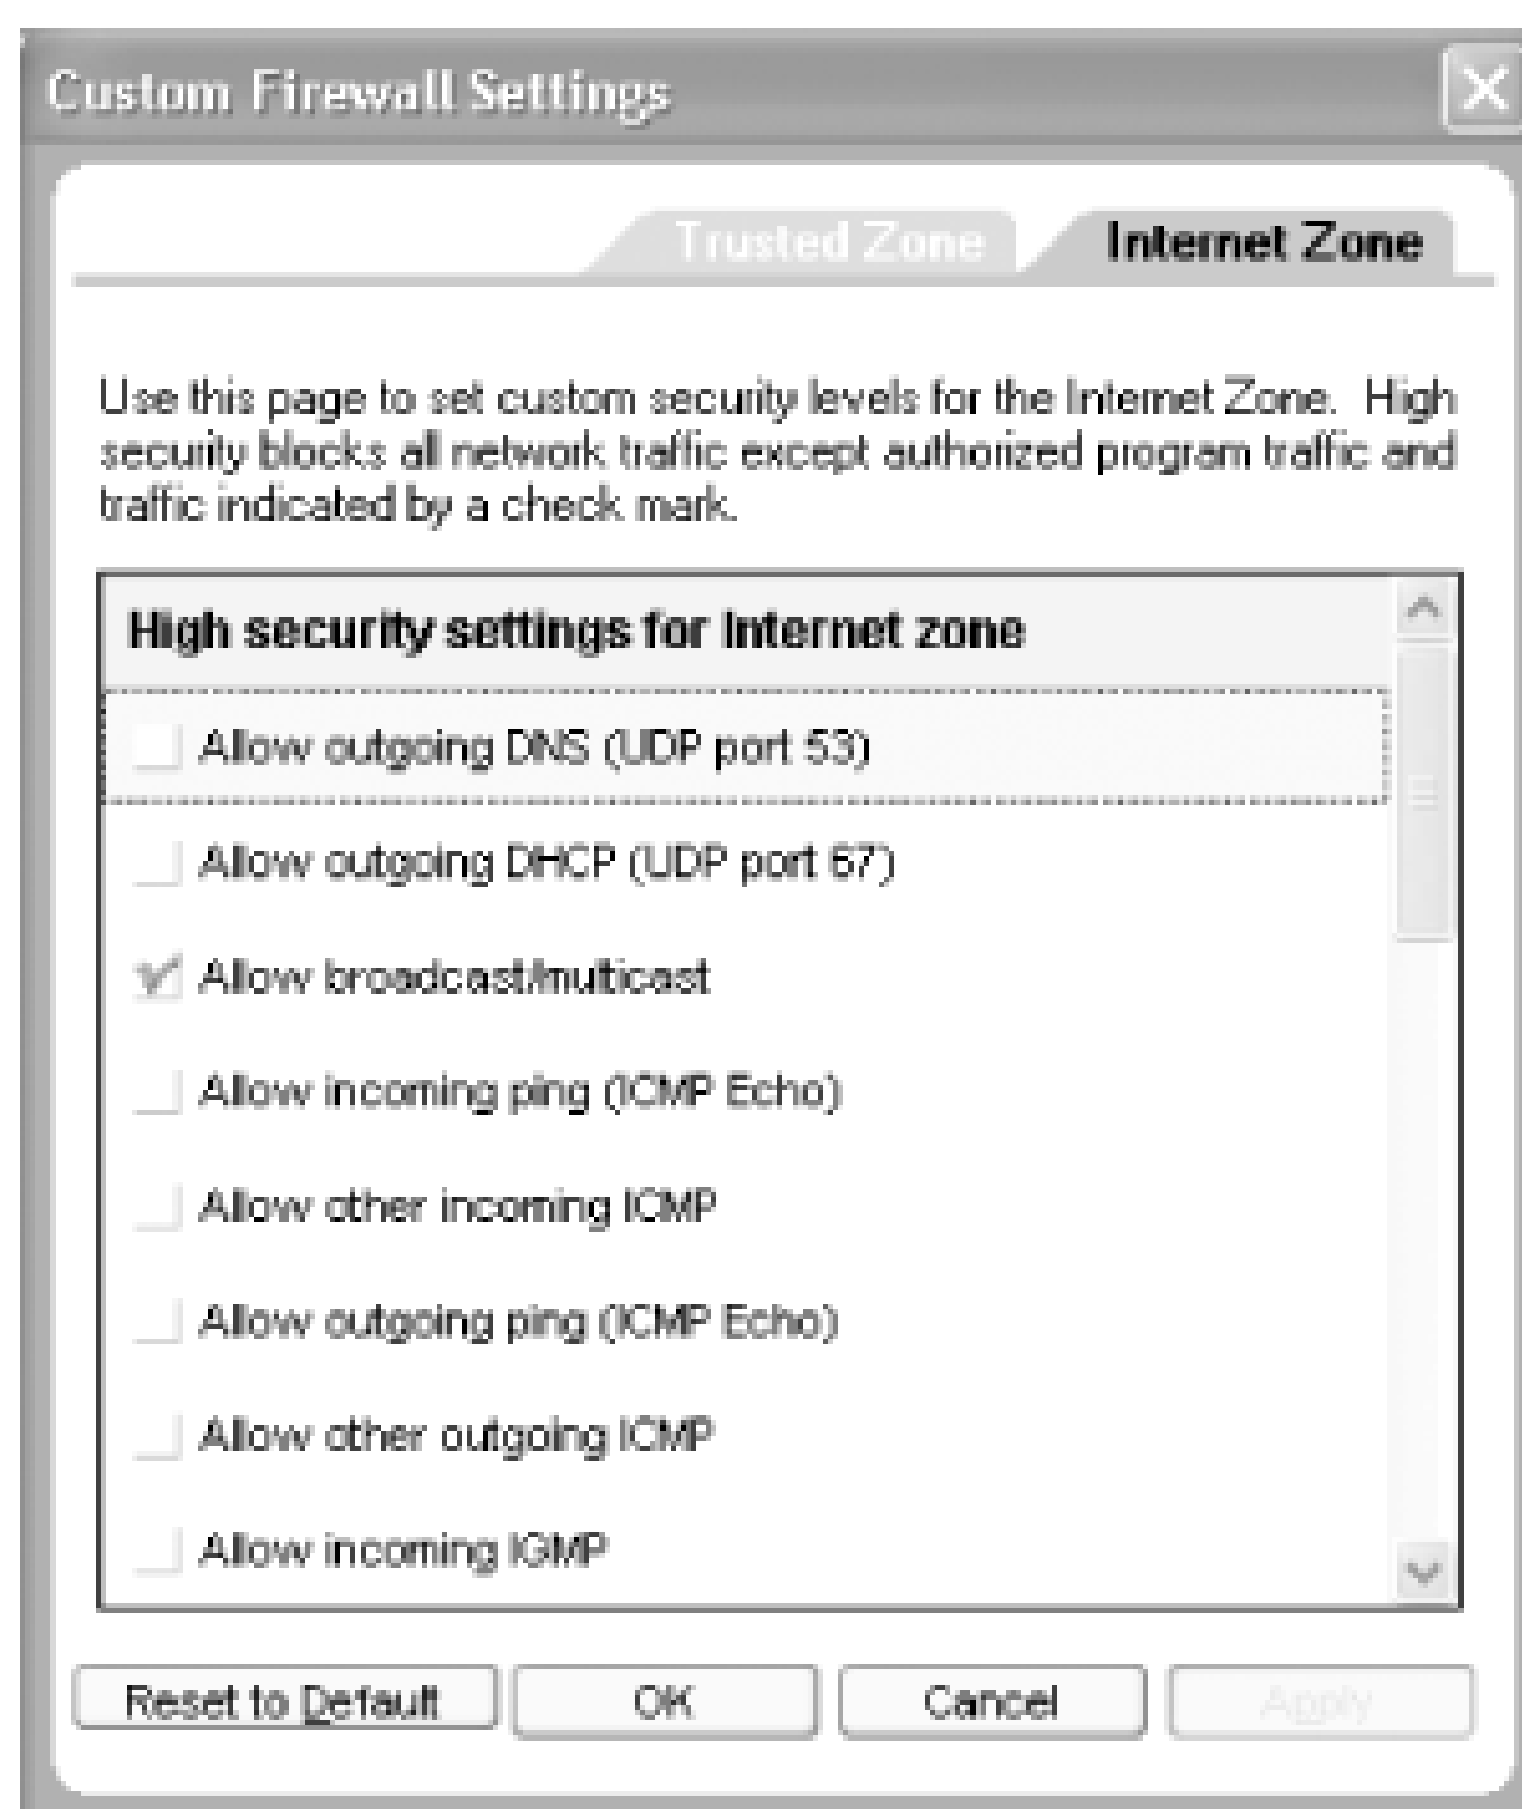 Custom Firewall Settings
Trusted Zone
Internet Zone
Use this page to set custom security levels for the Internet Zone. High
security blocks all network traffic except authorized program traffic and
traffic indicated by a check mark.
High security settings for Internet zone
Allow outgoing DNS (UDP port 53)
Allow outgoing DHCP (UDP port 67)
Allow broadcast/multicast
Allow incoming ping (ICMP Echo)
Allow other incoming ICMP
Allow outgoing ping (ICMP Echo)
Allow other outgoing ICMP
Allow incoming IGMP
Reset to Default
OK
Cancel
Apply